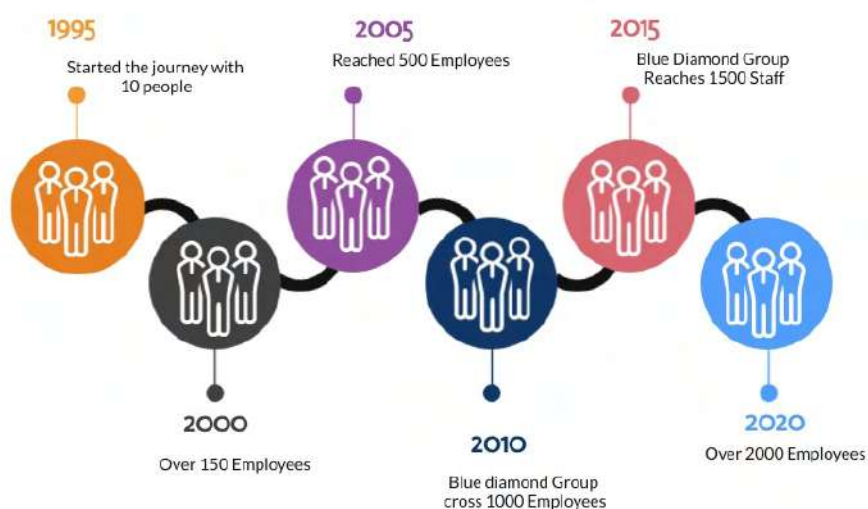 1995
Started the journey with
10 people
2000
Over 150 Employees
2005
Reached 500 Employees
2010
Blue diamond Group
cross 1000 Employees
2015
Blue Diamond Group
Reaches 1500 Staff
2020
Over 2000 Employees